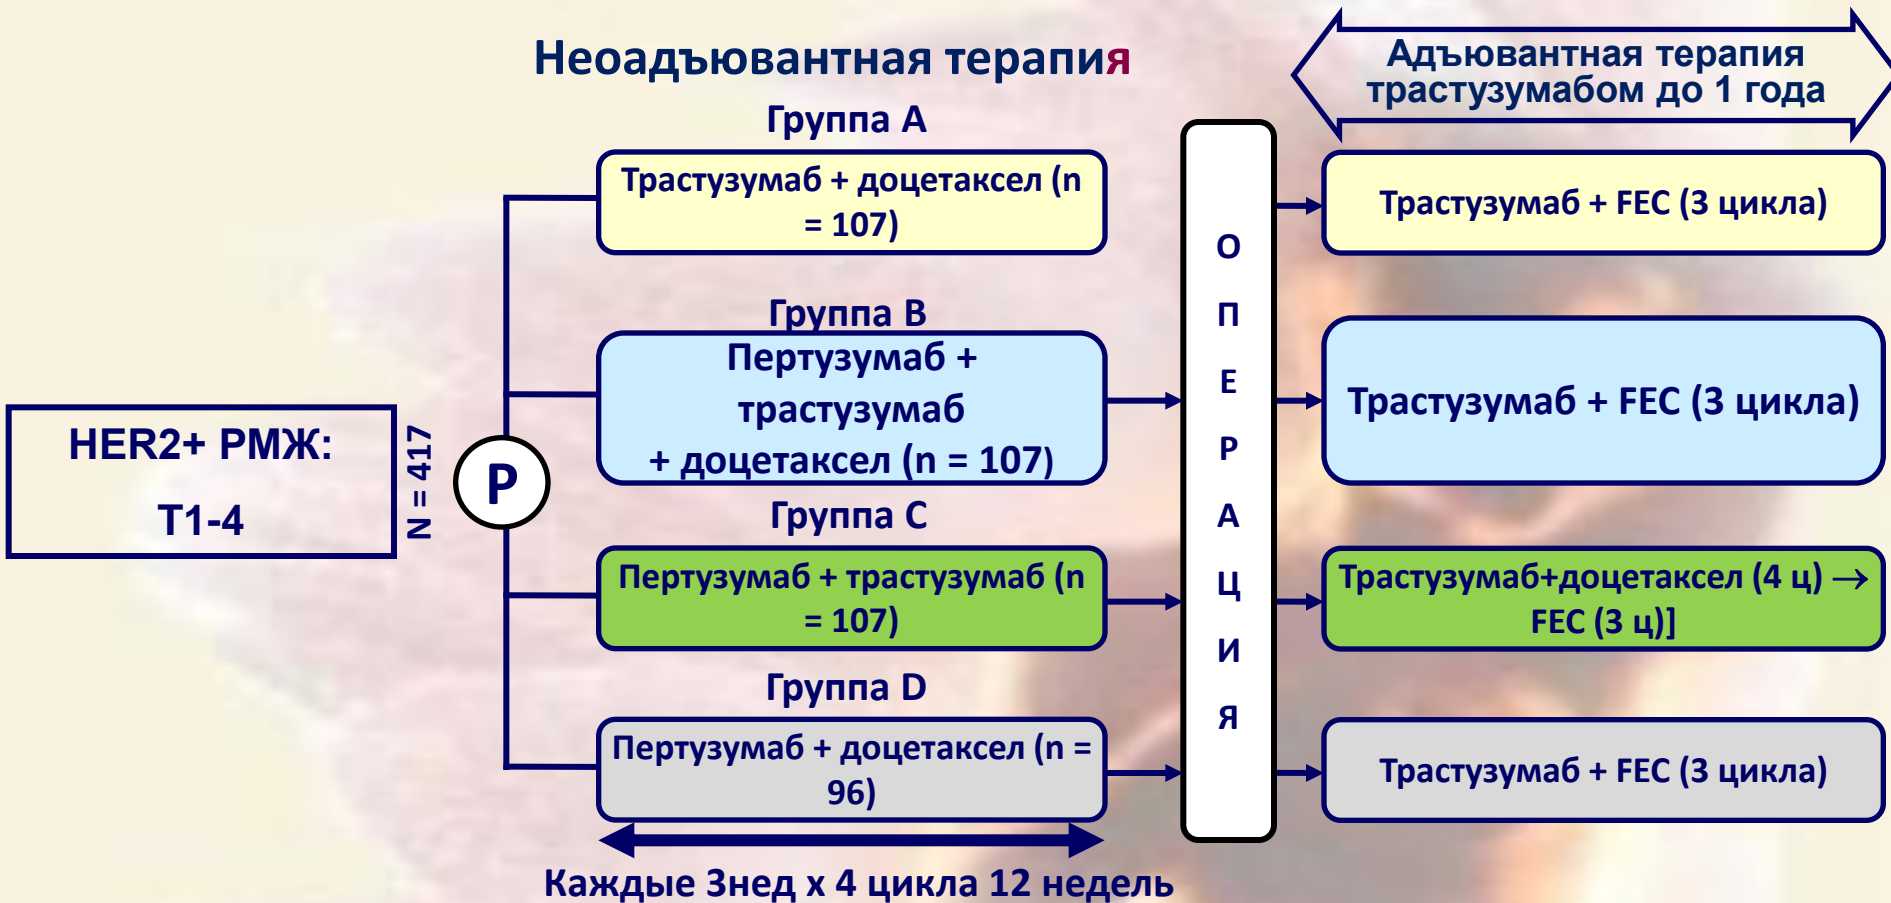 Неоадъювантная терапия
Адъювантная терапия
трастузумабом до 1 года
Группа А
Трастузумаб + доцетаксел (n
= 107)
Трастузумаб + FEC (3 цикла)
Группа В
Пертузумаб +
трастузумаб
+ доцетаксел (n = 107)
Трастузумаб + FEC (3 цикла)
HER2+ РМЖ:
T1-4
N = 417
Р
Группа С
Пертузумаб + трастузумаб (n
= 107)
Трастузумаб+доцетаксел (4 ц) →
FEC (3 ц)]
Группа D
Пертузумаб + доцетаксел (n =
96)
Трастузумаб + FEC (3 цикла)
О
П
Е
Р
А
Ц
И
Я
Каждые 3нед х 4 цикла 12 недель